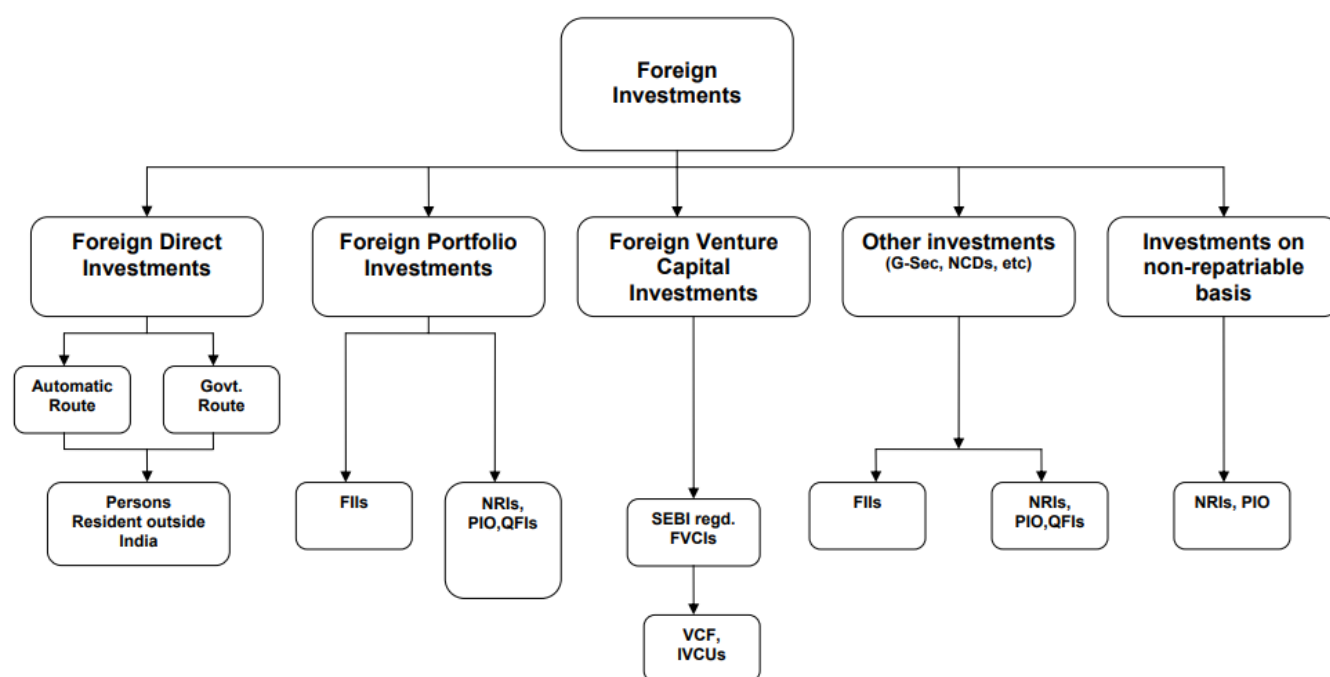 Foreign
Investments
Foreign Direct
Investments
Foreign Portfolio
Investments
Foreign Venture
Capital
Investments
Other investments
(G-Sec, NCDs, etc)
Investments on
non-repatriable
basis
Automatic
Route
Govt.
Route
Persons
Resident outside
India
FIIs
NRIs,
PIO,QFIs
SEBI regd.
FVCIs
FIIs
NRIs,
PIO,QFIs
NRIs, PIO
VCF,
IVCUs